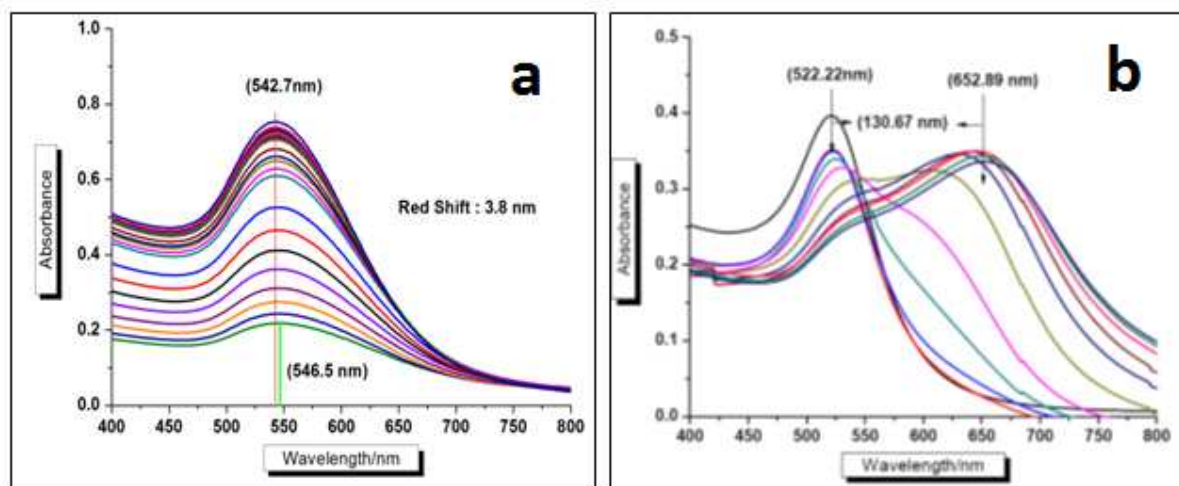 a
(542.7nm)
Red Shift : 3.8 nm
(546.5 nm)
1.0
0.8
0.6
0.4
0.2
0.0
400 450 500 550 600 650 700 750 800
Absorbance
Wavelength/nm
b
(522.22nm)
(652.89 nm)
(130.67 nm)
0.5
0.4
0.3
0.2
0.1
0.0
400 450 500 550 600 650 700 750 800
Absorbance
Wavelength/nm